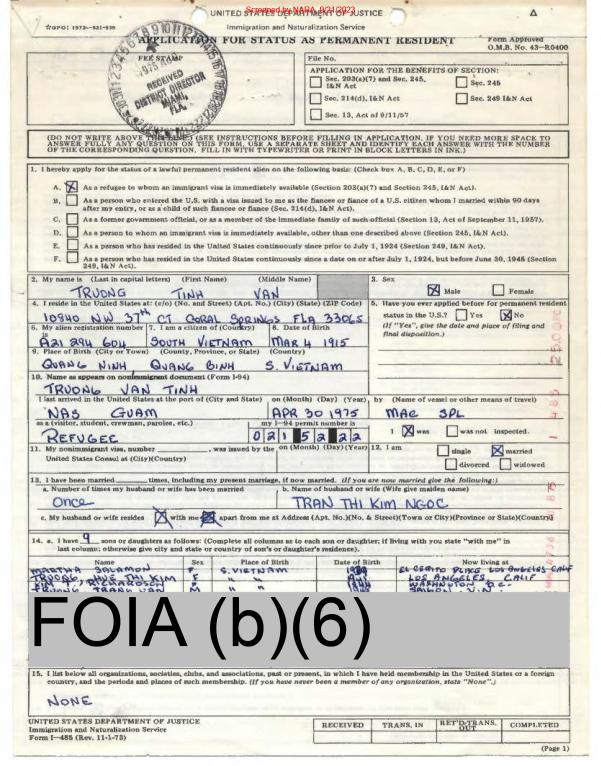 UNITED STATES DEPARTMENT OF JUSTICE
Screened by NARA, 9/21/2023
Immigration and Naturalization Service
☆GPO: 1973
APPLICATION FOR STATUS AS PERMANENT RESIDENT
Form Approved
O.M.B. No. 43-R0400
FEE STAMP
RECEIVED
DISTRICT DIRECTOR
MIAMI,
FLA.
File No.
APPLICATION FOR THE BENEFITS OF SECTION:
Sec. 203(a)(7) and Sec. 245, I&N Act
Sec. 245
Sec. 214(d), I&N Act
Sec. 249 I&N Act
Sec. 13, Act of 9/11/57
(DO NOT WRITE ABOVE THIS LINE) (SEE INSTRUCTIONS BEFORE FILLING IN APPLICATION. IF YOU NEED MORE SPACE TO
ANSWER FULLY ANY QUESTION ON THIS FORM, USE A SEPARATE SHEET AND IDENTIFY EACH ANSWER WITH THE NUMBER
OF THE CORRESPONDING QUESTION. FILL IN WITH TYPEWRITER OR PRINT IN BLOCK LETTERS IN INK.)
1. I hereby apply for the status of a lawful permanent resident alien on the following basis: (Check box A, B, C, D, E, or F)
A. X As a refugee to whom an immigrant visa is immediately available (Section 203(a)(7) and Section 245, I&N Act).
B. As a person who entered the U.S. with a visa issued to me as the fiancee or fiance of a U.S. citizen whom I married within 90 days
after my entry, or as a child of such fiancee or fiance (Sec. 214(d), I&N Act).
C. As a former government official, or as a member of the immediate family of such official (Section 13, Act of September 11, 1957).
D. As a person to whom an immigrant visa is immediately available, other than one described above (Section 245, I&N Act).
E. As a person who has resided in the United States continuously since prior to July 1, 1924 (Section 249, I&N Act).
F. As a person who has resided in the United States continuously since a date on or after July 1, 1924, but before June 30, 1948 (Section
249, I&N Act).
2. My name is (Last in capital letters) (First Name) (Middle Name)
TRUONG TINH VAN
3. Sex
X Male Female
4. I reside in the United States at: (c/o) (No. and Street) (Apt. No.) (City) (State) (ZIP Code)
10940 NW 37th CT CORAL SPRINGS FLA 33065
5. Have you ever applied before for permanent resident
status in the U.S.? Yes X No
(If "Yes", give the date and place of filing and
final disposition.)
6. My alien registration number is
A21 294 604
7. I am a citizen of (Country)
SOUTH VIETNAM
8. Date of Birth
MAR 4 1915
9. Place of Birth (City or Town) (County, Province, or State) (Country)
QUANG NINH QUANG BINH S. VIETNAM
10. Name as appears on nonimmigrant document (Form I-94)
TRUONG VAN TINH
I last arrived in the United States at the port of (City and State) on (Month) (Day) (Year) by (Name of vessel or other means of travel)
NAS GUAM APR 30 1975 MAC SPL
as a (visitor, student, crewman, parolee, etc.) my I-94 permit number is
REFUGEE 021 5222 I X was was not inspected.
11. My nonimmigrant visa, number was issued by the on (Month) (Day) (Year)
United States Consul at (City)(Country)
12. I am
single X married
divorced widowed
13. I have been married times, including my present marriage, if now married. (If you are now married give the following:)
a. Number of times my husband or wife has been married
ONCE
b. Name of husband or wife (Wife give maiden name)
TRAN THI KIM NGOC
c. My husband or wife resides X with me X apart from me at Address (Apt. No.)(No. & Street)(Town or City)(Province or State)(Country)
14. a. I have 9 sons or daughters as follows: (Complete all columns as to each son or daughter; if living with you state "with me" in
last column; otherwise give city and state or country of son's or daughter's residence).
Name Sex Place of Birth Date of Birth Now living at
MARTHA SALAMON F S. VIETNAM EL CERITO PLACE LOS ANGELES CALIF
TRUONG HUE THI KIM F " " LOS ANGELES, CALIF
KIM T. RICHARDSON F " " WASHINGTON D.C.
TRUONG TRANG VAN M " " SAIGON V.N.
FOIA (b)(6)
15. I list below all organizations, societies, clubs, and associations, past or present, in which I have held membership in the United States or a foreign
country, and the periods and places of such membership. (If you have never been a member of any organization, state "None".)
NONE
UNITED STATES DEPARTMENT OF JUSTICE
Immigration and Naturalization Service
Form I-485 (Rev. 11-1-73)
RECEIVED TRANS. IN RET'D-TRANS. OUT COMPLETED
(Page 1)